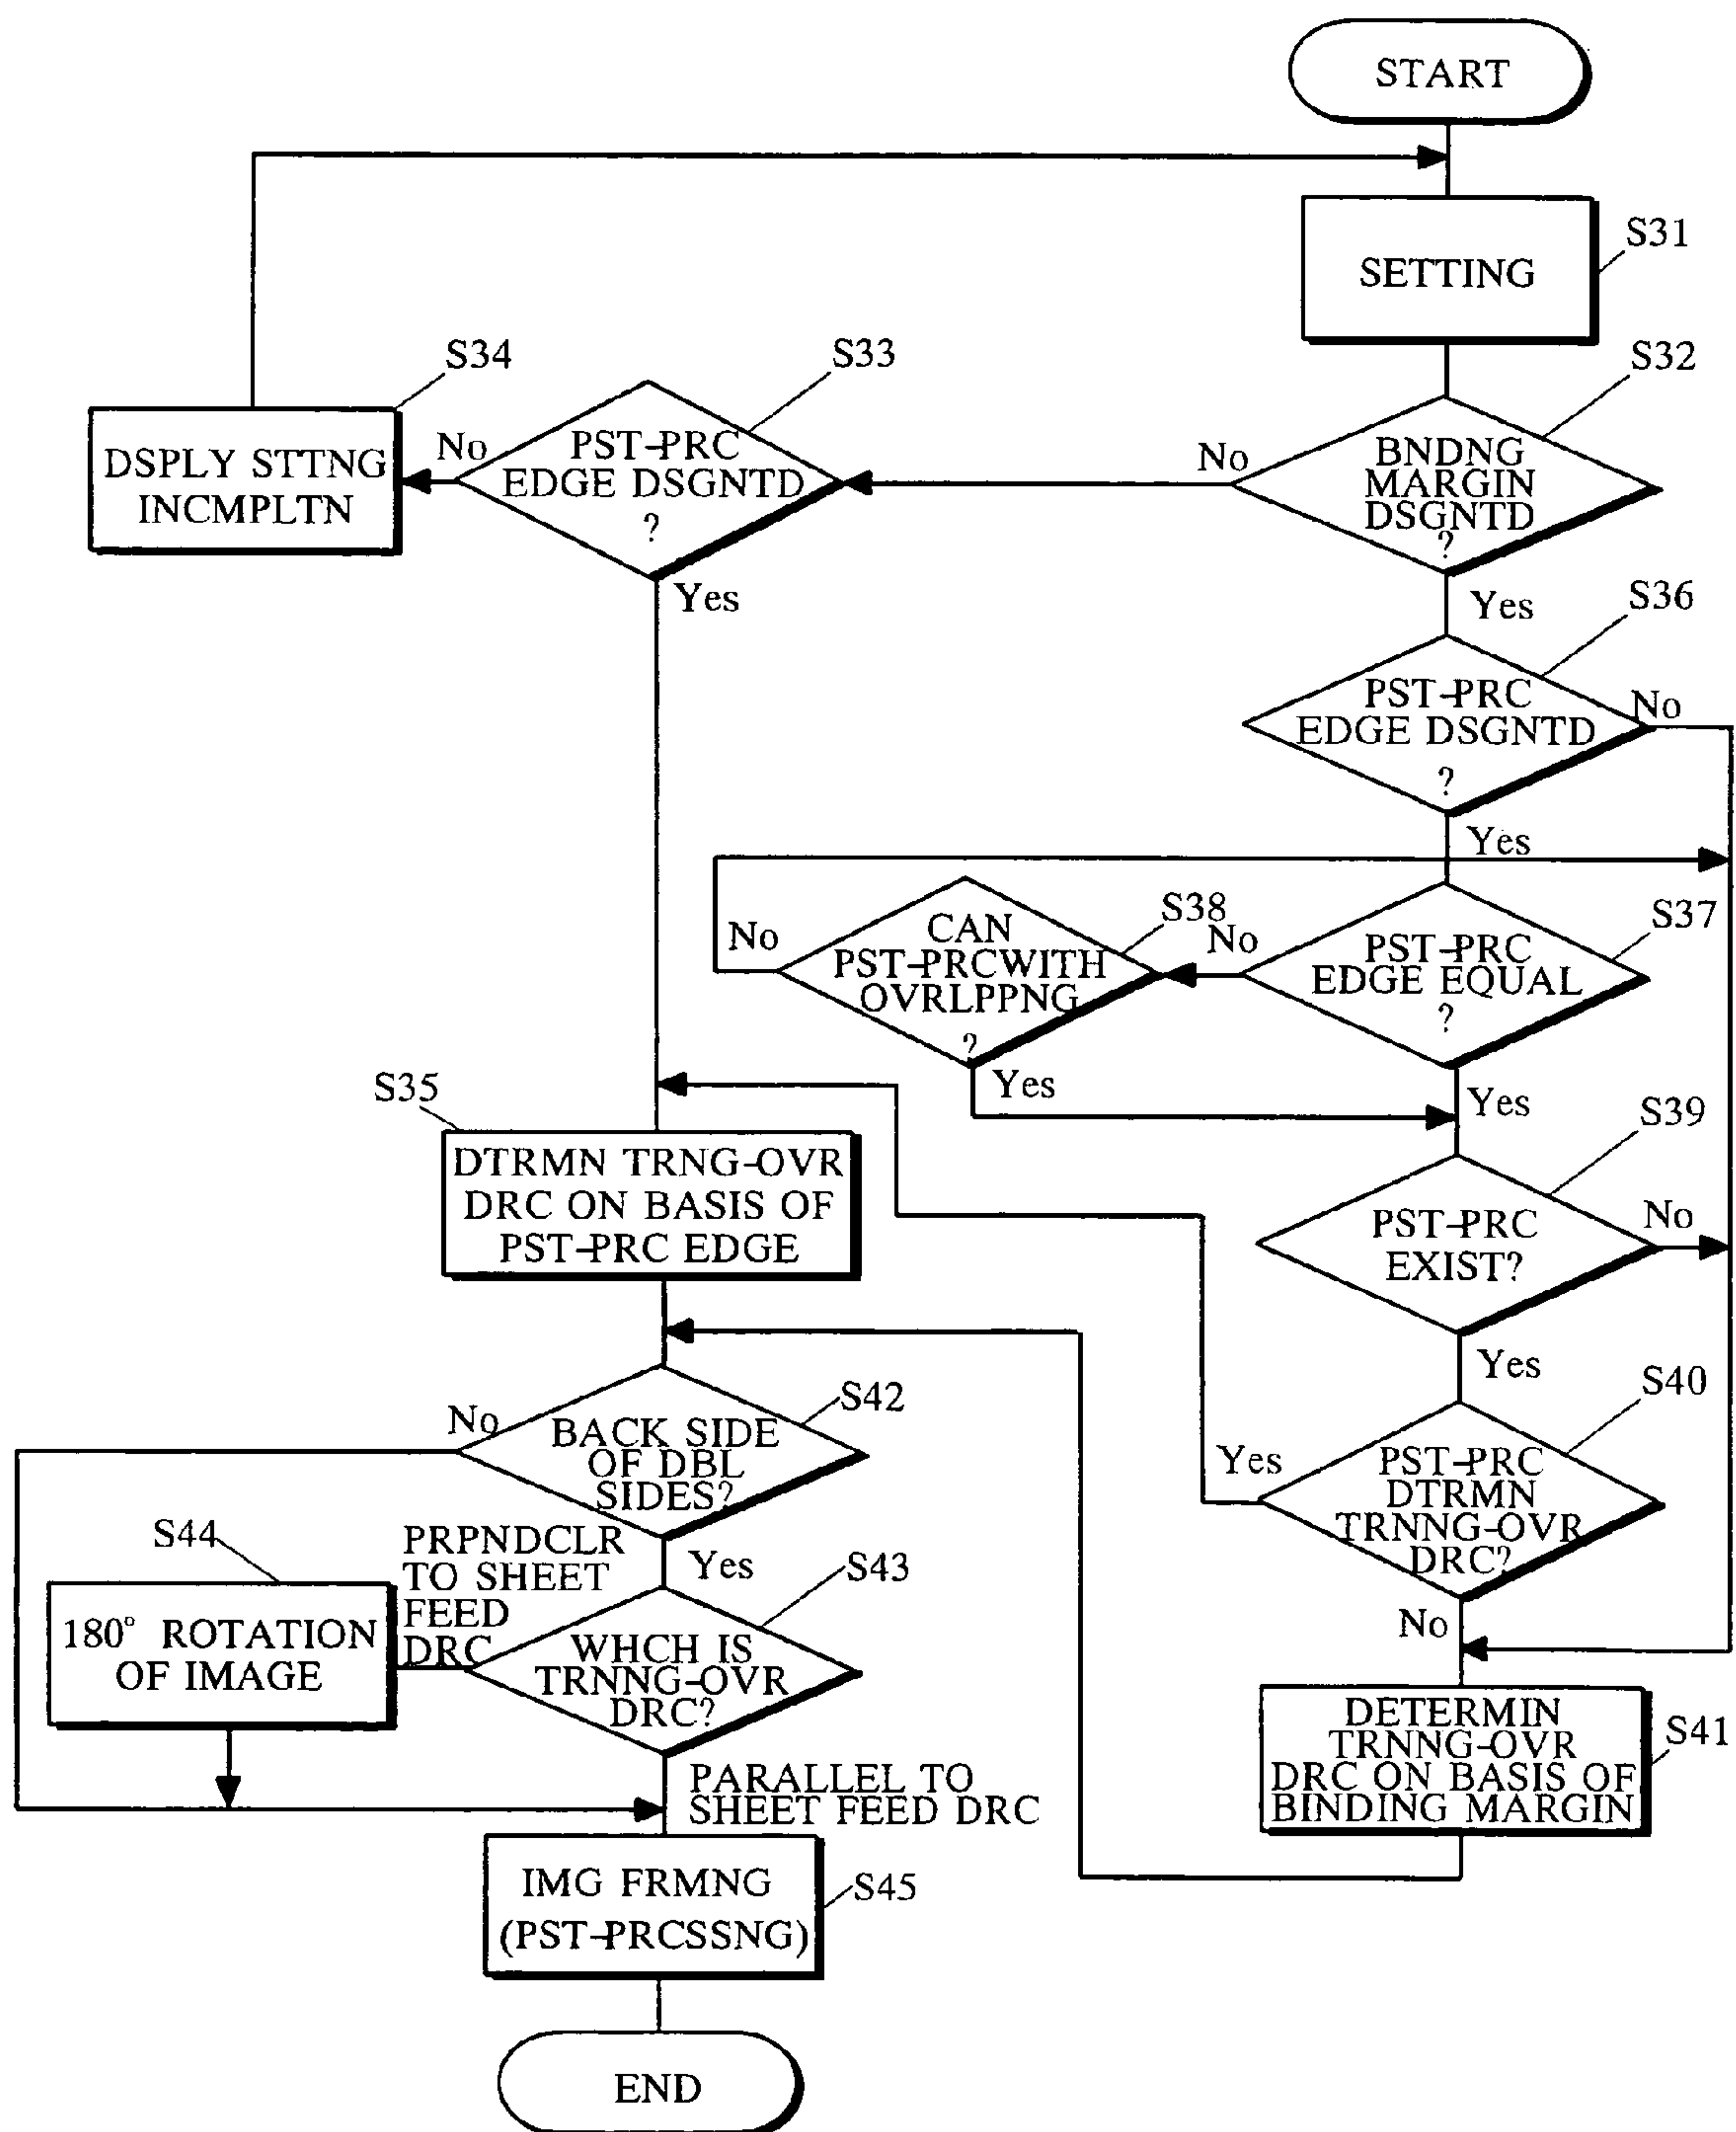 START
SETTING
S31
S32
BNDNG
MARGIN
DSGNTD
?
No
Yes
S33
PST-PRC
EDGE DSGNTD
?
No
Yes
S34
DSPLY STTNG
INCMPLTN
S36
PST-PRC
EDGE DSGNTD
?
No
Yes
S37
PST-PRC
EDGE EQUAL
?
No
Yes
S38
CAN
PST-PRCWITH
OVRLPPNG
?
No
Yes
S39
PST-PRC
EXIST?
No
Yes
S35
DTRMN TRNG-OVR
DRC ON BASIS OF
PST-PRC EDGE
S40
PST-PRC
DTRMN
TRNNG-OVR
DRC?
Yes
No
S41
DETERMIN
TRNNG-OVR
DRC ON BASIS OF
BINDING MARGIN
S42
BACK SIDE
OF DBL
SIDES?
No
Yes
S43
WHCH IS
TRNNG-OVR
DRC?
PRPNDCLR
TO SHEET
FEED
DRC
S44
180° ROTATION
OF IMAGE
PARALLEL TO
SHEET FEED DRC
IMG FRMNG
(PST-PRCSSNG)
S45
END